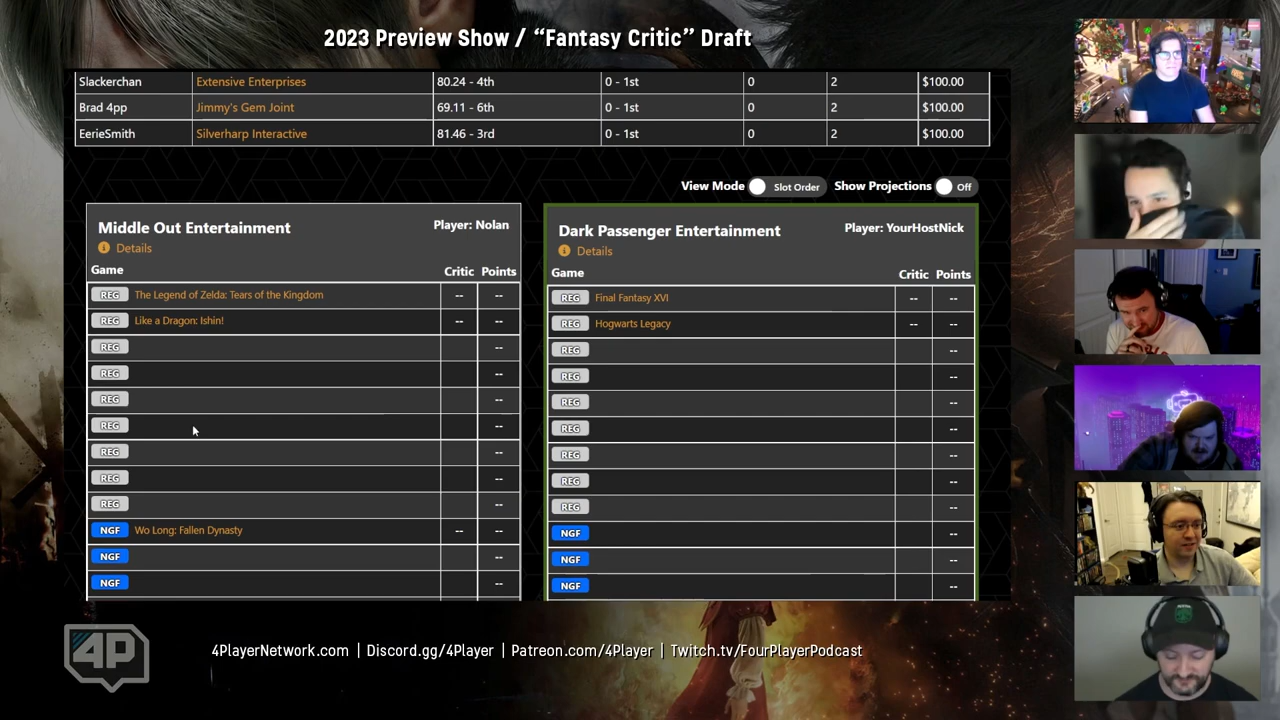 2023 Preview Show / “Fantasy Critic” Draft
Slackerchan Extensive Enterprises 80.24 - 4th 0 - 1st 0 2 $100.00
Brad 4pp Jimmy's Gem Joint 69.11 - 6th 0 - 1st 0 2 $100.00
EerieSmith Silverharp Interactive 81.46 - 3rd 0 - 1st 0 2 $100.00
View Mode Slot Order Show Projections Off
Middle Out Entertainment Player: Nolan
Details
Game Critic Points
REG The Legend of Zelda: Tears of the Kingdom -- --
REG Like a Dragon: Ishin! -- --
REG --
REG --
REG --
REG --
REG --
REG --
REG --
NGF Wo Long: Fallen Dynasty -- --
NGF --
NGF --
Dark Passenger Entertainment Player: YourHostNick
Details
Game Critic Points
REG Final Fantasy XVI -- --
REG Hogwarts Legacy -- --
REG --
REG --
REG --
REG --
REG --
REG --
REG --
NGF --
NGF --
NGF --
4P
4PlayerNetwork.com | Discord.gg/4Player | Patreon.com/4Player | Twitch.tv/FourPlayerPodcast